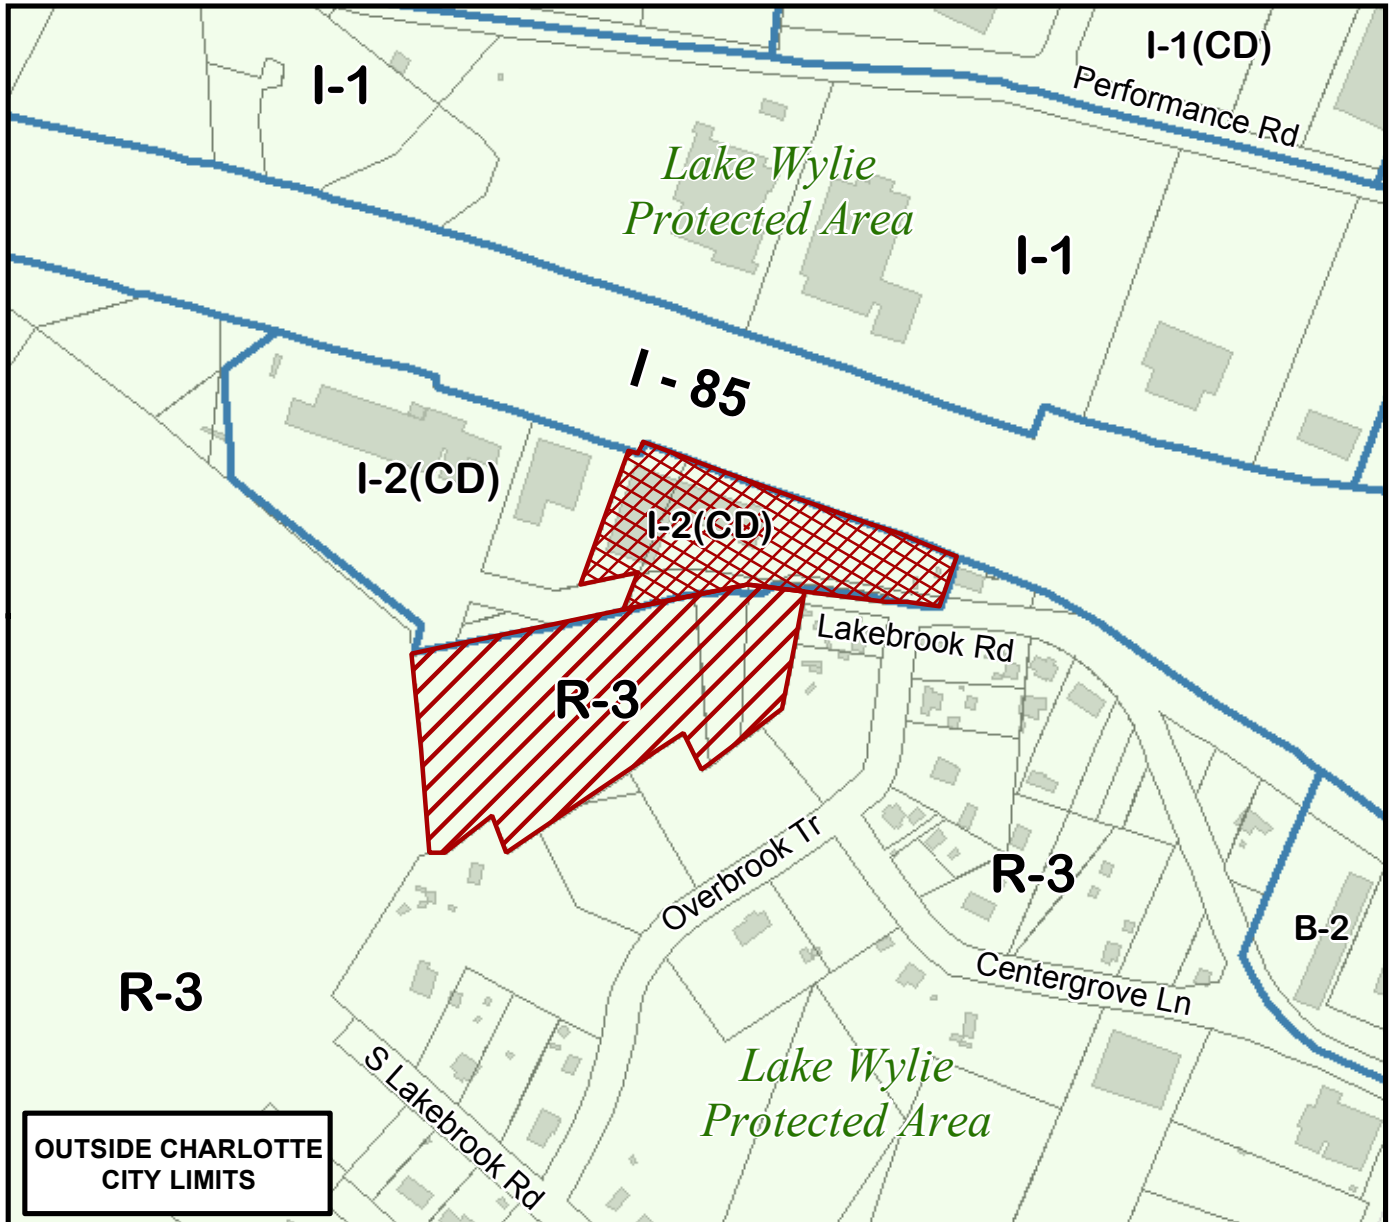 I-1(CD)
I-1
Performance Rd
Lake Wylie
Protected Area
I-1
I - 85
I-2(CD)
I-2(CD)
Lakebrook Rd
R-3
Overbrook Tr
R-3
B-2
Centergrove Ln
R-3
S Lakebrook Rd
Lake Wylie
Protected Area
OUTSIDE CHARLOTTE
CITY LIMITS